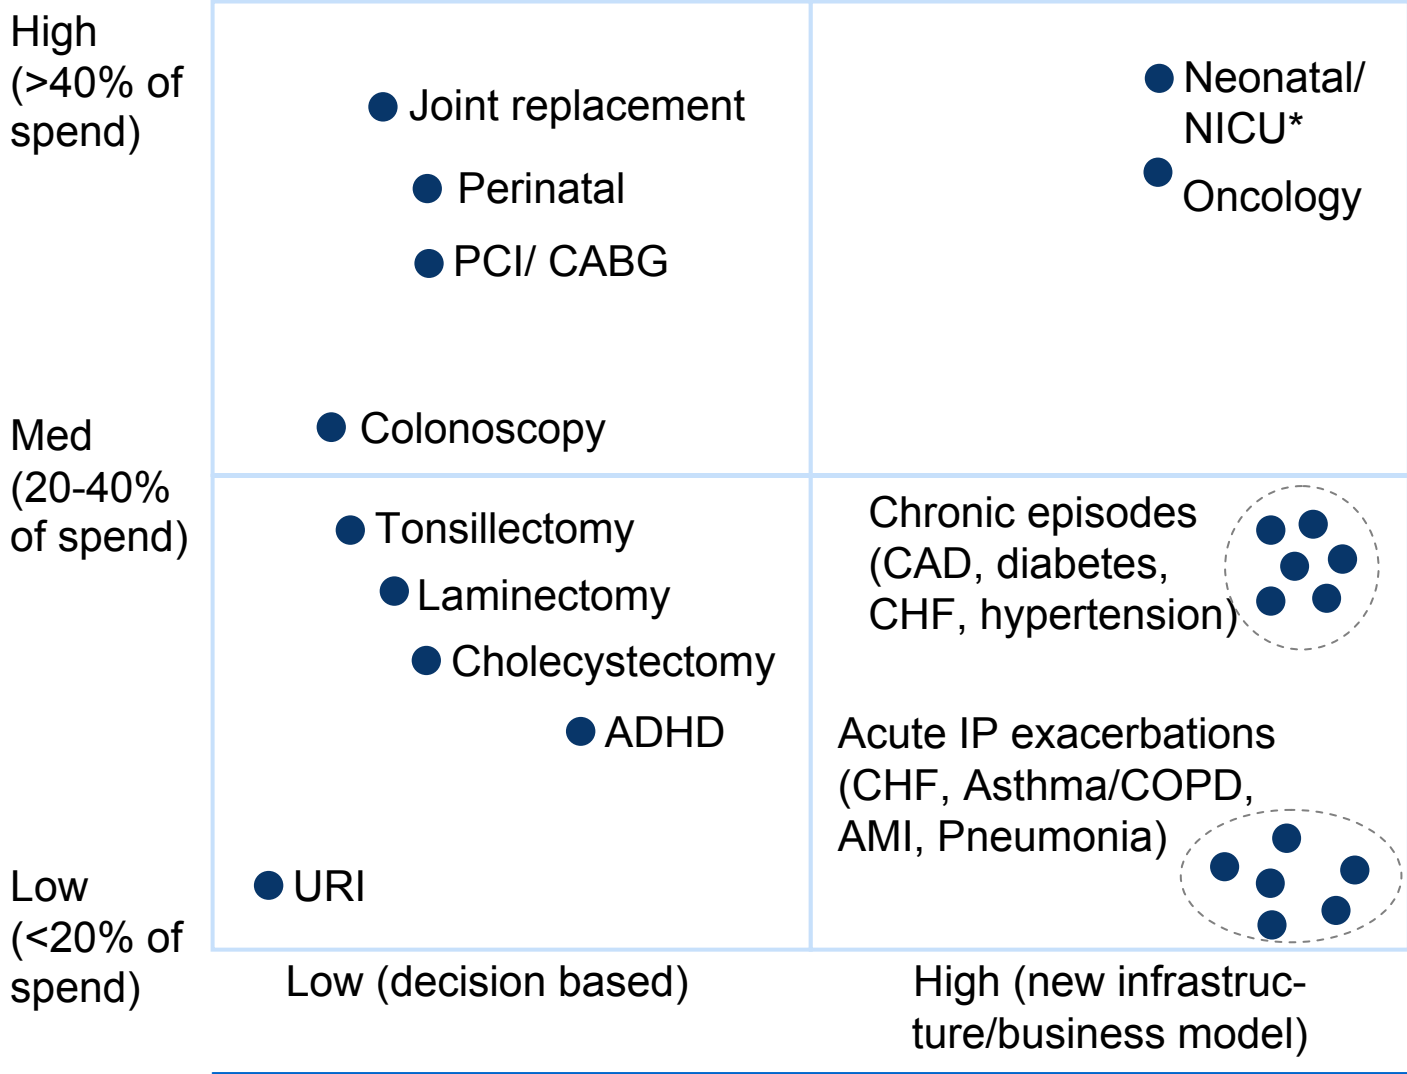 High
(>40% of
spend)
Joint replacement
Perinatal
PCI/ CABG
Colonoscopy
Neonatal/
NICU*
Oncology
Med
(20-40%
of spend)
Tonsillectomy
Laminectomy
Cholecystectomy
ADHD
URI
Chronic episodes
(CAD, diabetes,
CHF, hypertension)
Acute IP exacerbations
(CHF, Asthma/COPD,
AMI, Pneumonia)
Low
(<20% of
spend)
Low (decision based)
High (new infrastruc-
ture/business model)